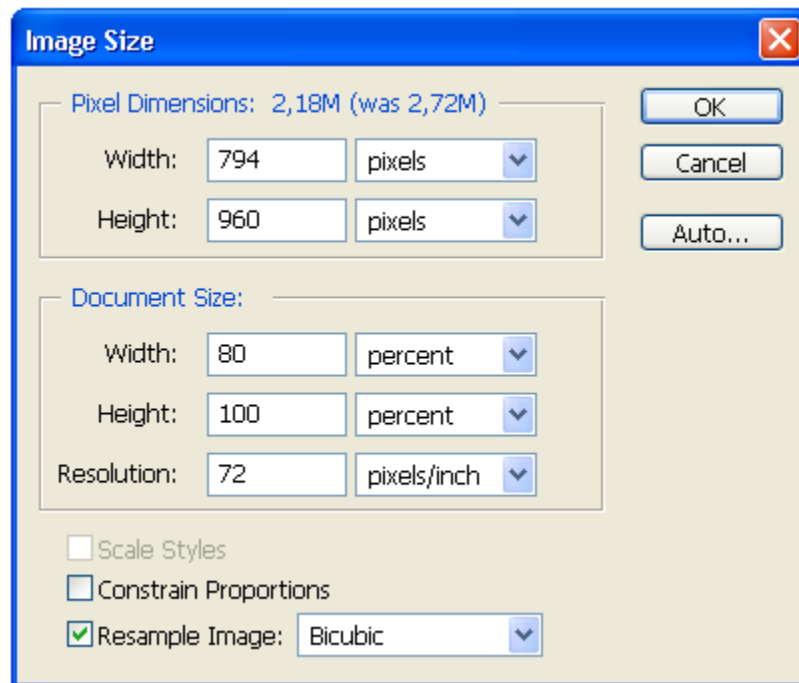 Image Size
Pixel Dimensions: 2,18M (was 2,72M)
OK
Width: 794 pixels
Cancel
Height: 960 pixels
Auto...
Document Size:
Width: 80 percent
Height: 100 percent
Resolution: 72 pixels/inch
Scale Styles
Constrain Proportions
Resample Image: Bicubic